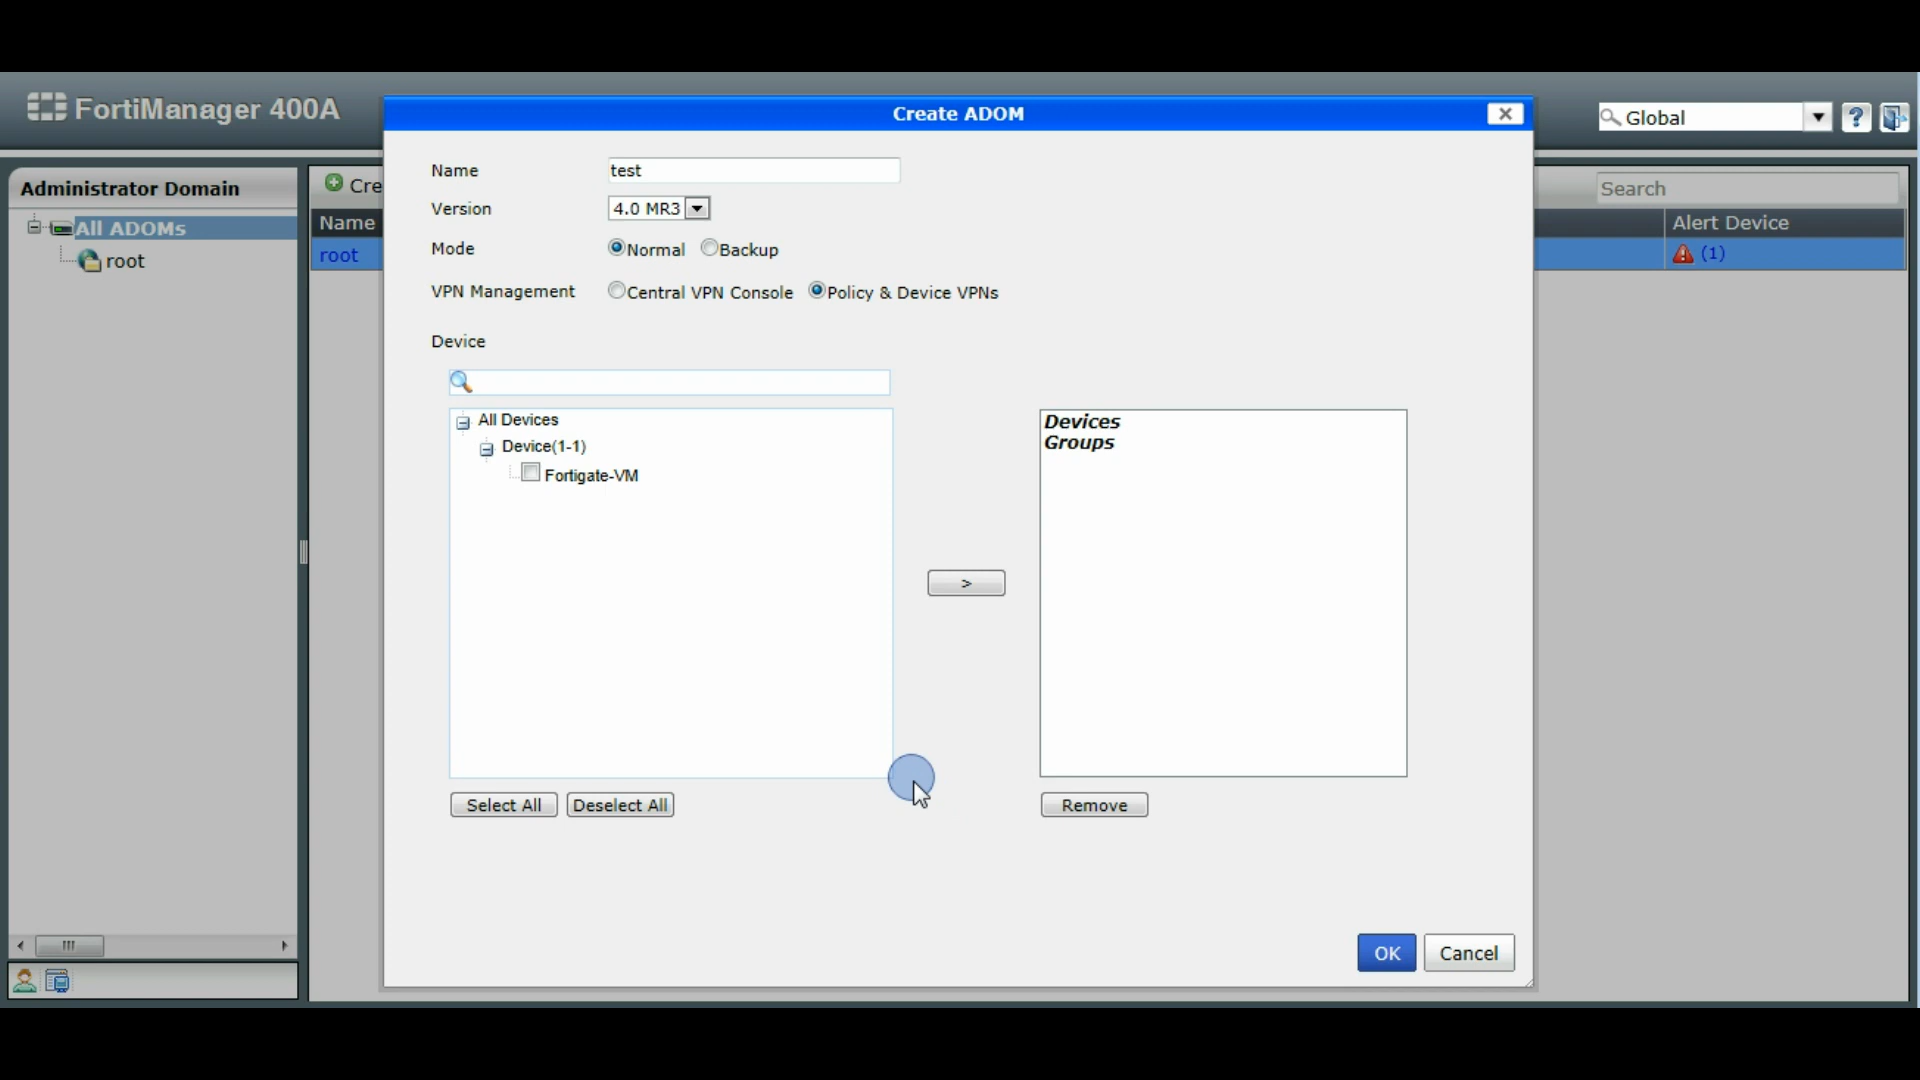 FortiManager 400A
Create ADOM
Global
?
Administrator Domain
All ADOMs
root
Cre
Search
Name
Alert Device
root
(1)
Name test
Version 4.0 MR3
Mode Normal Backup
VPN Management Central VPN Console Policy & Device VPNs
Device
All Devices
Device(1-1)
Fortigate-VM
>
Devices
Groups
Select All Deselect All
Remove
OK Cancel